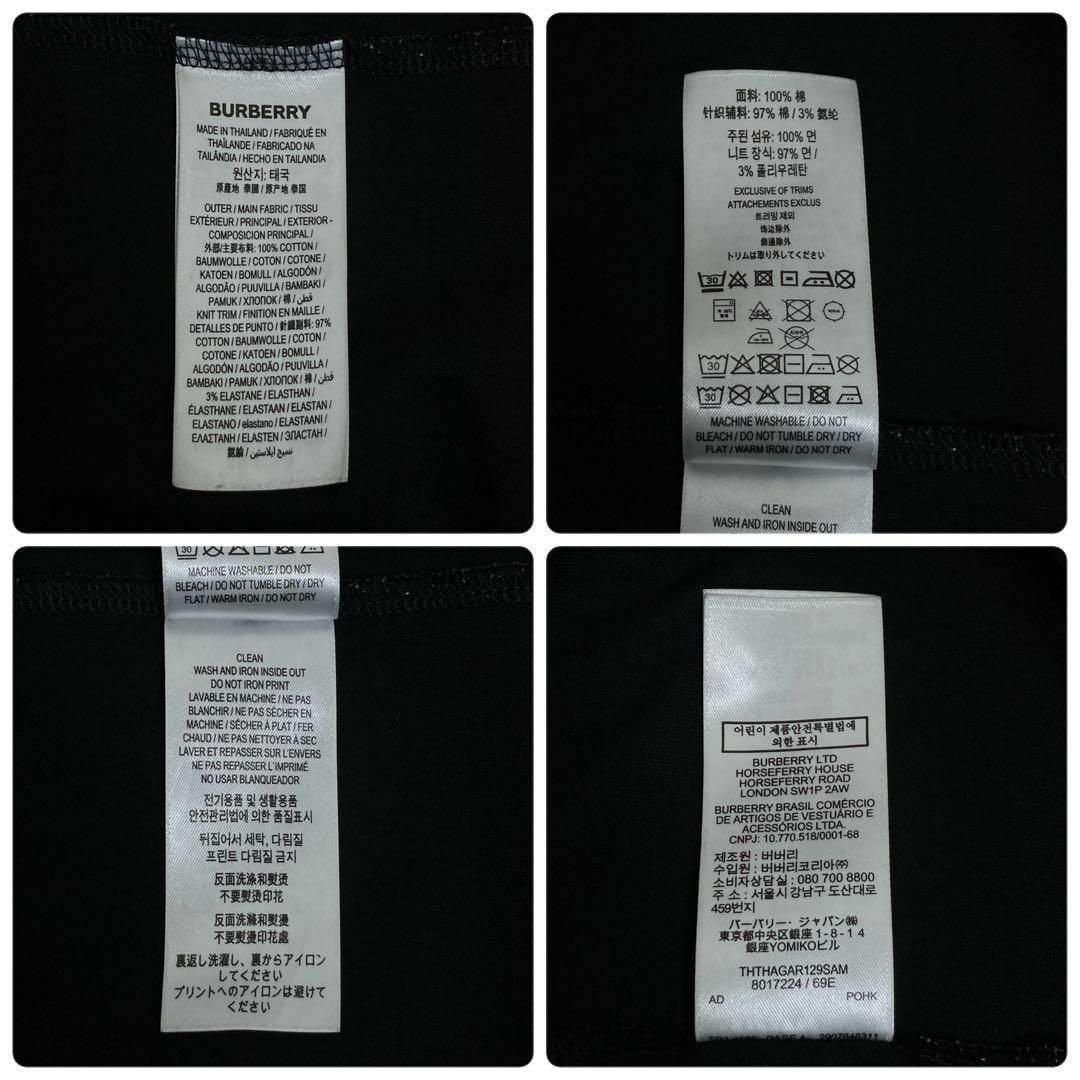 BURBERRY
MADE IN THAILAND / FABRIQUÉ EN
THAÏLANDE / FABRICADO NA
TAILÂNDIA / HECHO EN TAILANDIA
원산지: 태국
原產地 泰國 / 原产地 泰国
OUTER / MAIN FABRIC / TISSU
EXTÉRIEUR / PRINCIPAL / EXTERIOR -
COMPOSICION PRINCIPAL /
外部/主要布料: 100% COTTON /
BAUMWOLLE / COTON / COTONE /
KATOEN / BOMULL / ALGODÓN /
ALGODÃO / PUUVILLA / BAMBAKI /
PAMUK / ХЛОПОК / 棉 / قطن /
KNIT TRIM / FINITION EN MAILLE /
DETALLES DE PUNTO / 針織副料: 97%
COTTON / BAUMWOLLE / COTON /
COTONE / KATOEN / BOMULL /
ALGODÓN / ALGODÃO / PUUVILLA /
BAMBAKI / PAMUK / ХЛОПОК / 棉 / قطن
3% ELASTANE / ELASTHAN /
ÉLASTHANE / ELASTAAN / ELASTAN /
ELASTANO / elastano / ELASTAANI /
ΕΛΑΣΤΑΝΗ / ELASTEN / ЭЛАСТАН /
氨綸 / نسيج ايلاستين
面料: 100% 棉
针织辅料: 97% 棉 / 3% 氨纶
주된 섬유: 100% 면
니트 장식: 97% 면 /
3% 폴리우레탄
EXCLUSIVE OF TRIMS
ATTACHEMENTS EXCLUS
트리밍 제외
饰边除外
飾邊除外
トリムは取り外してください
30
30
30
MACHINE WASHABLE / DO NOT
BLEACH / DO NOT TUMBLE DRY / DRY
FLAT / WARM IRON / DO NOT DRY
CLEAN
WASH AND IRON INSIDE OUT
30
MACHINE WASHABLE / DO NOT
BLEACH / DO NOT TUMBLE DRY / DRY
FLAT / WARM IRON / DO NOT DRY
CLEAN
WASH AND IRON INSIDE OUT
DO NOT IRON PRINT
LAVABLE EN MACHINE / NE PAS
BLANCHIR / NE PAS SÉCHER EN
MACHINE / SÉCHER À PLAT / FER
CHAUD / NE PAS NETTOYER À SEC
LAVER ET REPASSER SUR L'ENVERS
NE PAS REPASSER L'IMPRIMÉ
NO USAR BLANQUEADOR
전기용품 및 생활용품
안전관리법에 의한 품질표시
뒤집어서 세탁, 다림질
프린트 다림질 금지
反面洗涤和熨烫
不要熨烫印花
反面洗滌和熨燙
不要熨燙印花處
裏返し洗濯し、裏からアイロン
してください
プリントへのアイロンは避けて
ください
어린이 제품안전특별법에
의한 표시
BURBERRY LTD
HORSEFERRY HOUSE
HORSEFERRY ROAD
LONDON SW1P 2AW
BURBERRY BRASIL COMÉRCIO
DE ARTIGOS DE VESTUÁRIO E
ACESSÓRIOS LTDA.
CNPJ: 10.770.518/0001-68
제조원 : 버버리
수입원 : 버버리코리아㈜
소비자상담실 : 080 700 8800
주 소 : 서울시 강남구 도산대로
459번지
バーバリー・ジャパン㈱
東京都中央区銀座1-8-14
銀座YOMIKOビル
THTHAGAR129SAM
8017224 / 69E
AD POHK